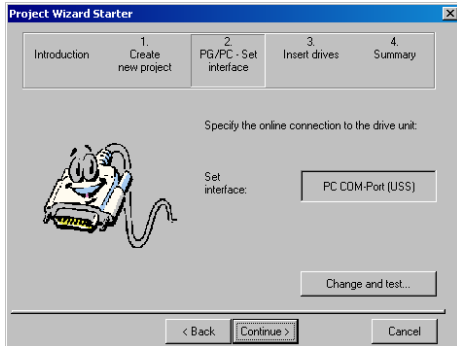 Project Wizard Starter
Introduction
1.
Create
new project
2.
PG/PC - Set
interface
3.
Insert drives
4.
Summary
Specify the online connection to the drive unit:
Set
interface:
PC COM-Port (USS)
Change and test...
< Back
Continue >
Cancel